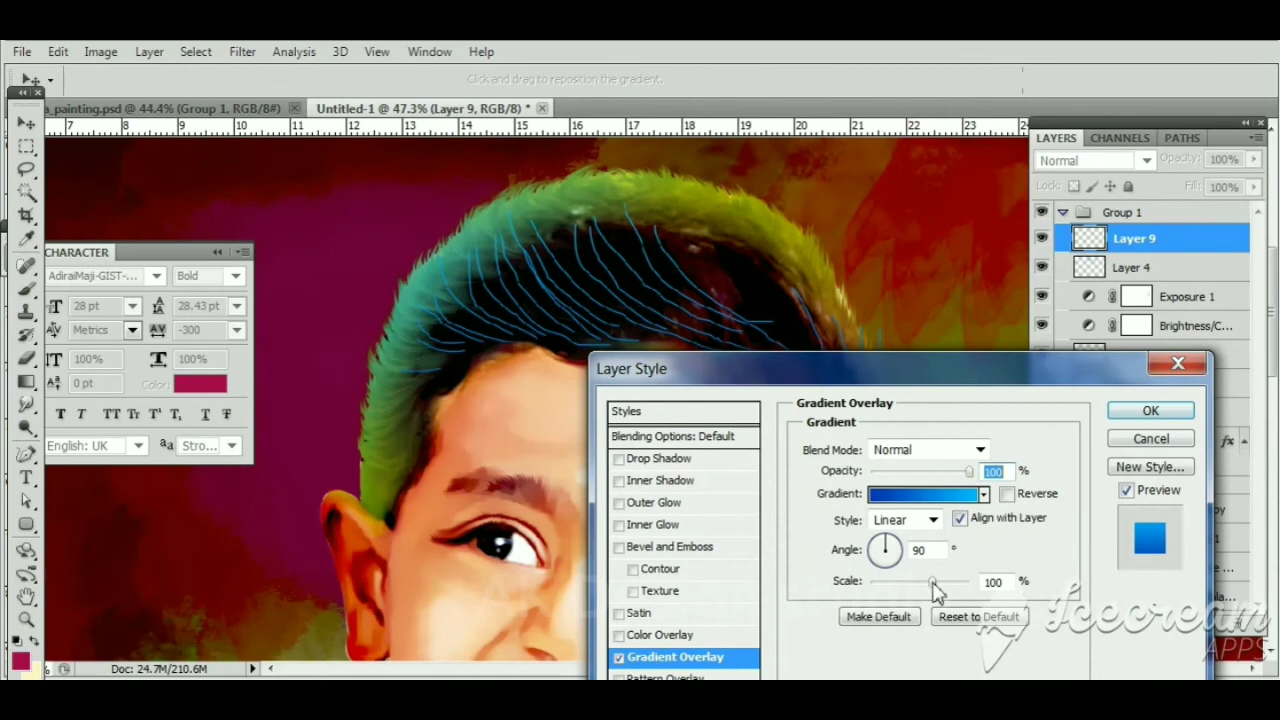 File Edit Image Layer Select Filter Analysis 3D View Window Help
Click and drag to reposition the gradient.
a_painting.psd @ 44.4% (Group 1, RGB/8#) Untitled-1 @ 47.3% (Layer 9, RGB/8) *
7 8 9 10 11 12 13 14 15 16 17 18 19 20 21 22 23
LAYERS CHANNELS PATHS
Normal Opacity: 100%
Lock: Fill: 100%
Group 1
Layer 9
Layer 4
Exposure 1
Brightness/C...
CHARACTER
AdiraiMaji-GIST-... Bold
28 pt 28.43 pt
Metrics -300
100% 100%
0 pt Color:
T T TT Tr T¹ T₁ T T
English: UK aa Stro...
Layer Style
Styles
Blending Options: Default
Drop Shadow
Inner Shadow
Outer Glow
Inner Glow
Bevel and Emboss
Contour
Texture
Satin
Color Overlay
Gradient Overlay
Pattern Overlay
Gradient Overlay
Gradient
Blend Mode: Normal
Opacity: 100 %
Gradient: Reverse
Style: Linear Align with Layer
Angle: 90 °
Scale: 100 %
Make Default Reset to Default
OK
Cancel
New Style...
Preview
fx
Icecream
APPS
Doc: 24.7M/210.6M